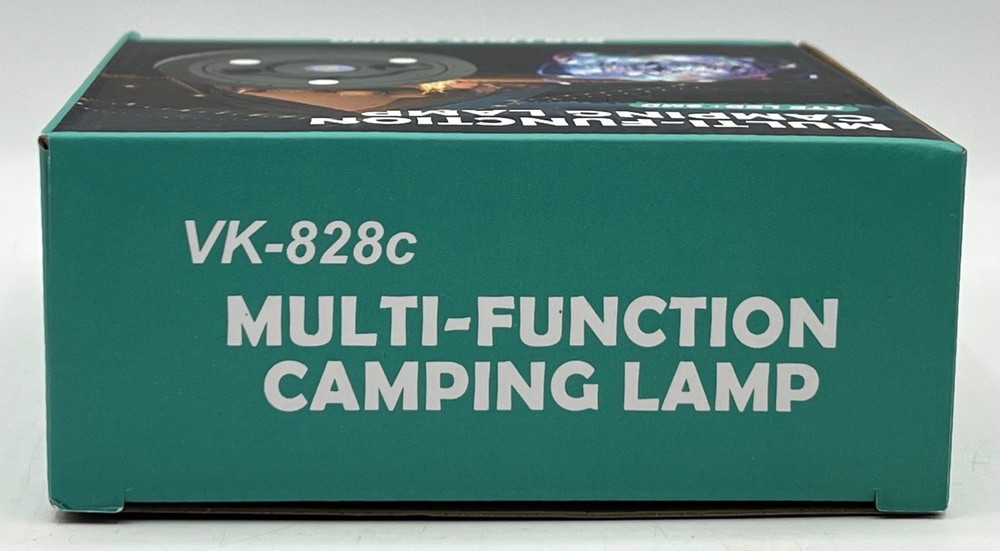 MULTI-FUNCTION
CAMPING LAMP
VK-828c
MULTI-FUNCTION
CAMPING LAMP